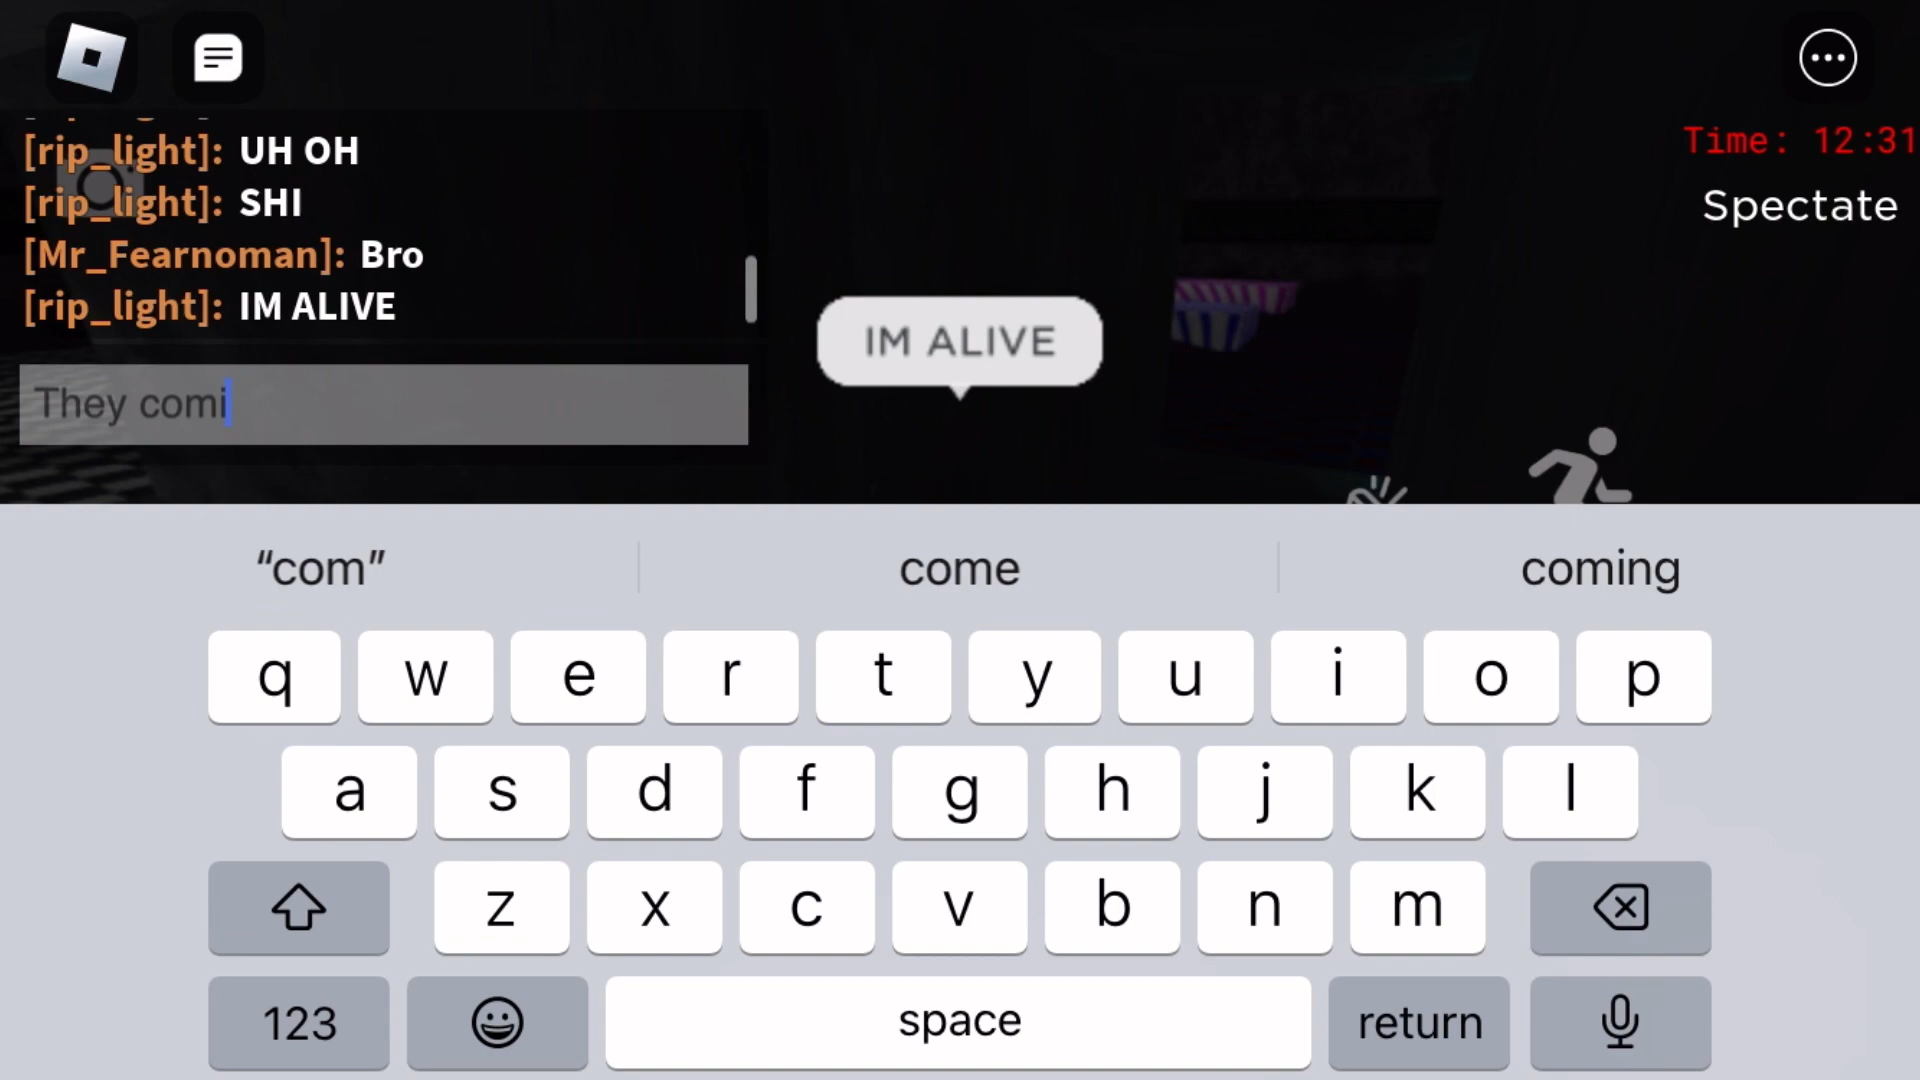 [rip_light]: UH OH
[rip_light]: SHI
[Mr_Fearnoman]: Bro
[rip_light]: IM ALIVE
They comi
IM ALIVE
Time: 12:31
Spectate
“com” come coming
q w e r t y u i o p
a s d f g h j k l
z x c v b n m
123 space return